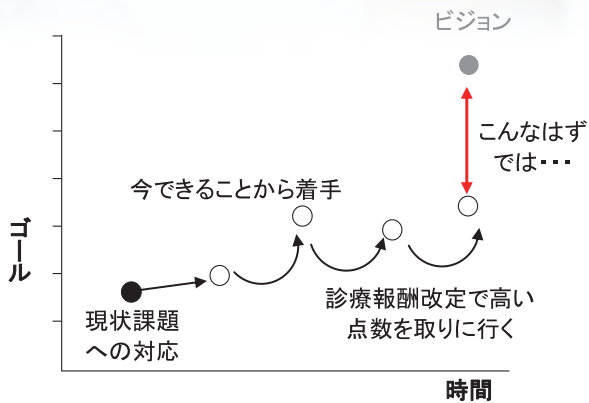 ビジョン
こんなはず
では・・・
今できることから着手
ゴール
診療報酬改定で高い
点数を取りに行く
現状課題
への対応
時間